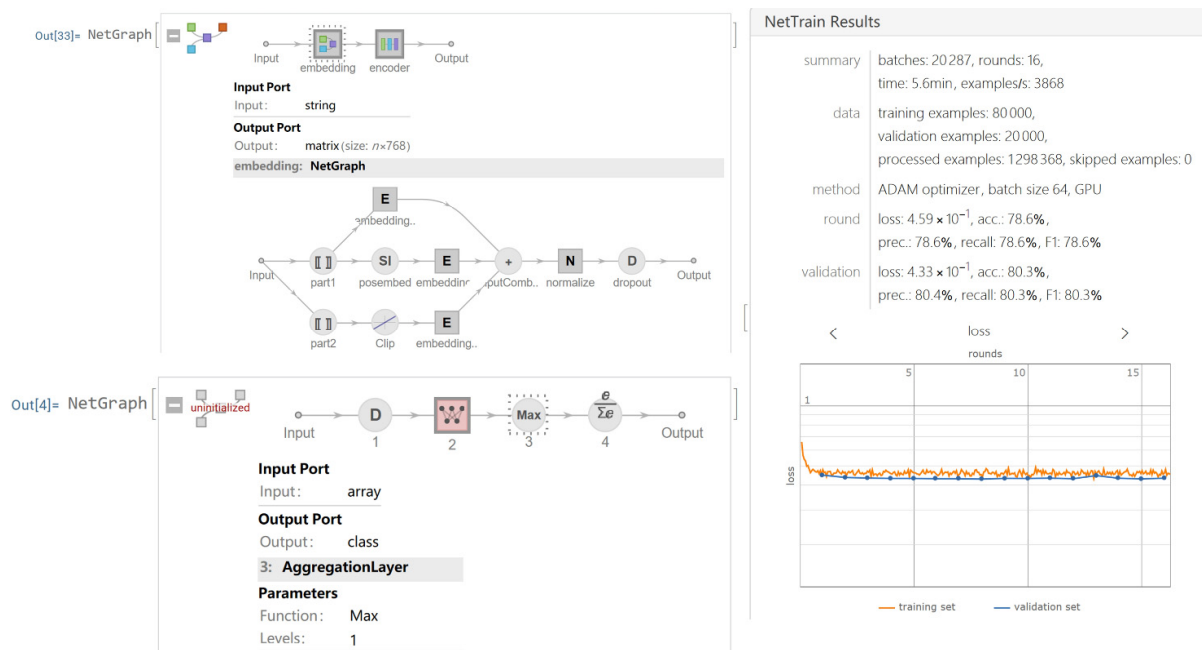 Out[33]= NetGraph
Input
embedding
encoder
Output
Input Port
Input: string
Output Port
Output: matrix (size: n×768)
embedding: NetGraph
E
embedding..
Input
[[ ]]
part1
SI
posembed
E
embedding
+
putComb..
N
normalize
D
dropout
Output
[[ ]]
part2
Clip
E
embedding..
Out[4]= NetGraph
uninitialized
Input
D
1
2
Max
3
e
Σe
4
Output
Input Port
Input: array
Output Port
Output: class
3: AggregationLayer
Parameters
Function: Max
Levels: 1
NetTrain Results
summary batches: 20287, rounds: 16,
time: 5.6min, examples/s: 3868
data training examples: 80000,
validation examples: 20000,
processed examples: 1298368, skipped examples: 0
method ADAM optimizer, batch size 64, GPU
round loss: 4.59 × 10⁻¹, acc.: 78.6%,
prec.: 78.6%, recall: 78.6%, F1: 78.6%
validation loss: 4.33 × 10⁻¹, acc.: 80.3%,
prec.: 80.4%, recall: 80.3%, F1: 80.3%
< loss >
rounds
5 10 15
1
loss
training set validation set